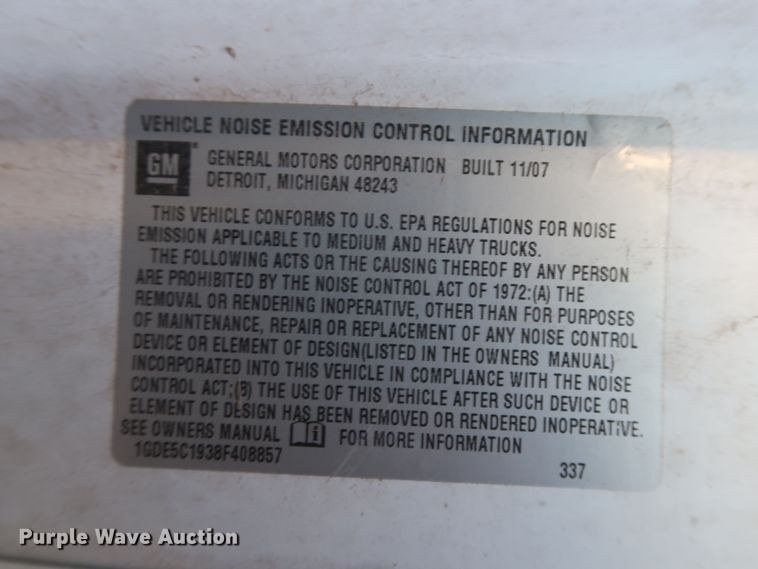 VEHICLE NOISE EMISSION CONTROL INFORMATION
GM GENERAL MOTORS CORPORATION BUILT 11/07
DETROIT, MICHIGAN 48243
THIS VEHICLE CONFORMS TO U.S. EPA REGULATIONS FOR NOISE
EMISSION APPLICABLE TO MEDIUM AND HEAVY TRUCKS.
THE FOLLOWING ACTS OR THE CAUSING THEREOF BY ANY PERSON
ARE PROHIBITED BY THE NOISE CONTROL ACT OF 1972:(A) THE
REMOVAL OR RENDERING INOPERATIVE, OTHER THAN FOR PURPOSES
OF MAINTENANCE, REPAIR OR REPLACEMENT OF ANY NOISE CONTROL
DEVICE OR ELEMENT OF DESIGN(LISTED IN THE OWNERS MANUAL)
INCORPORATED INTO THIS VEHICLE IN COMPLIANCE WITH THE NOISE
CONTROL ACT;(B) THE USE OF THIS VEHICLE AFTER SUCH DEVICE OR
ELEMENT OF DESIGN HAS BEEN REMOVED OR RENDERED INOPERATIVE.
SEE OWNERS MANUAL i FOR MORE INFORMATION
1GDE5C1938F408857 337
Purple Wave Auction
Purple Wave Auction